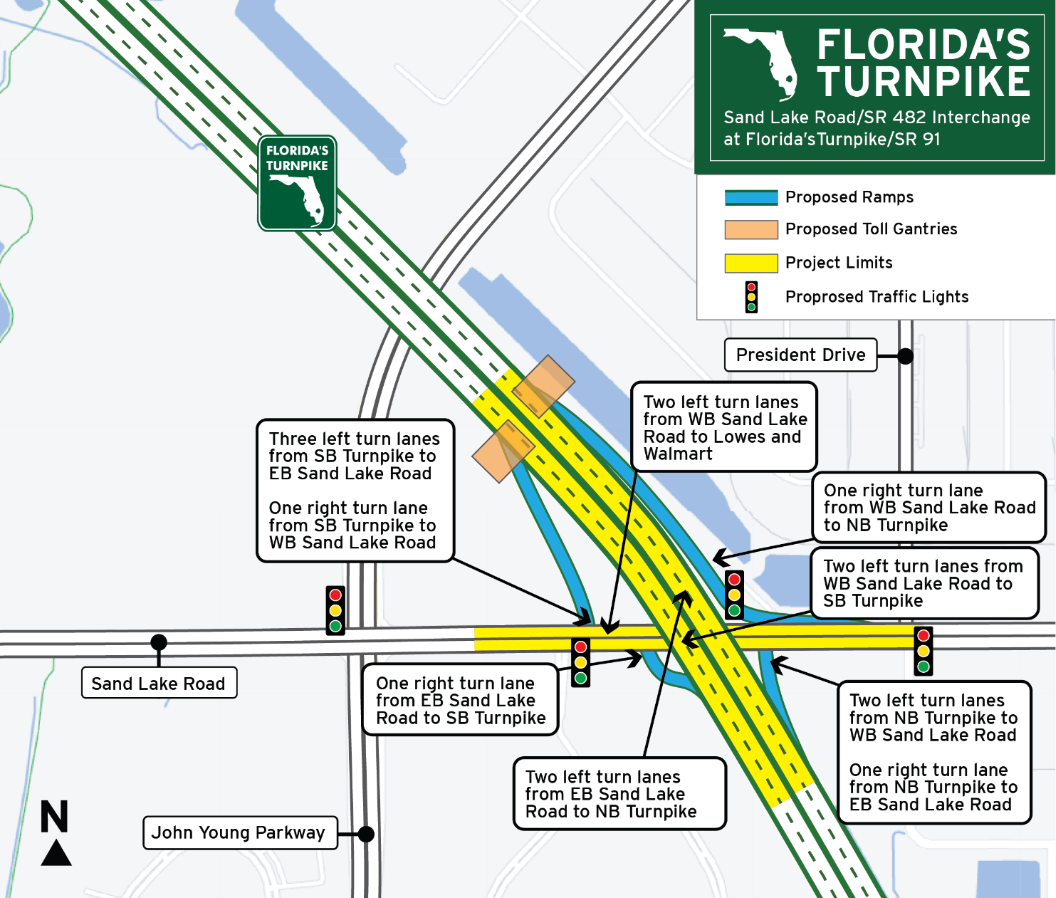 FLORIDA'S
TURNPIKE
Sand Lake Road/SR 482 Interchange
at Florida'sTurnpike/SR 91
Proposed Ramps
Proposed Toll Gantries
Project Limits
Proprosed Traffic Lights
FLORIDA'S
TURNPIKE
President Drive
Two left turn lanes
from WB Sand Lake
Road to Lowes and
Walmart
Three left turn lanes
from SB Turnpike to
EB Sand Lake Road
One right turn lane
from SB Turnpike to
WB Sand Lake Road
One right turn lane
from WB Sand Lake Road
to NB Turnpike
Two left turn lanes from
WB Sand Lake Road to
SB Turnpike
Sand Lake Road
One right turn lane
from EB Sand Lake
Road to SB Turnpike
Two left turn lanes
from NB Turnpike to
WB Sand Lake Road
One right turn lane
from NB Turnpike to
EB Sand Lake Road
Two left turn lanes
from EB Sand Lake
Road to NB Turnpike
N
John Young Parkway